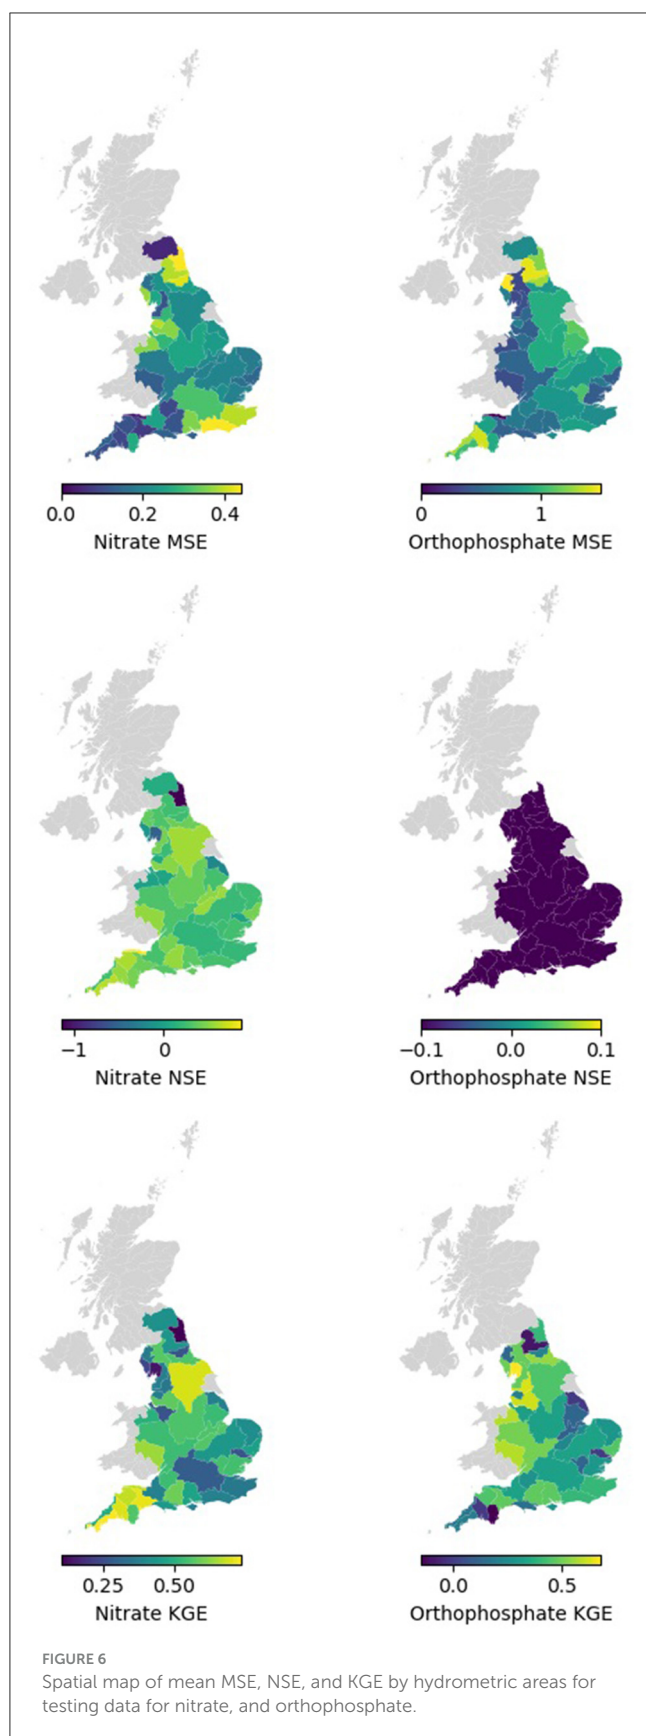 0.0 0.2 0.4
Nitrate MSE
0 1
Orthophosphate MSE
−1 0
Nitrate NSE
−0.1 0.0 0.1
Orthophosphate NSE
0.25 0.50
Nitrate KGE
0.0 0.5
Orthophosphate KGE
FIGURE 6
Spatial map of mean MSE, NSE, and KGE by hydrometric areas for
testing data for nitrate, and orthophosphate.